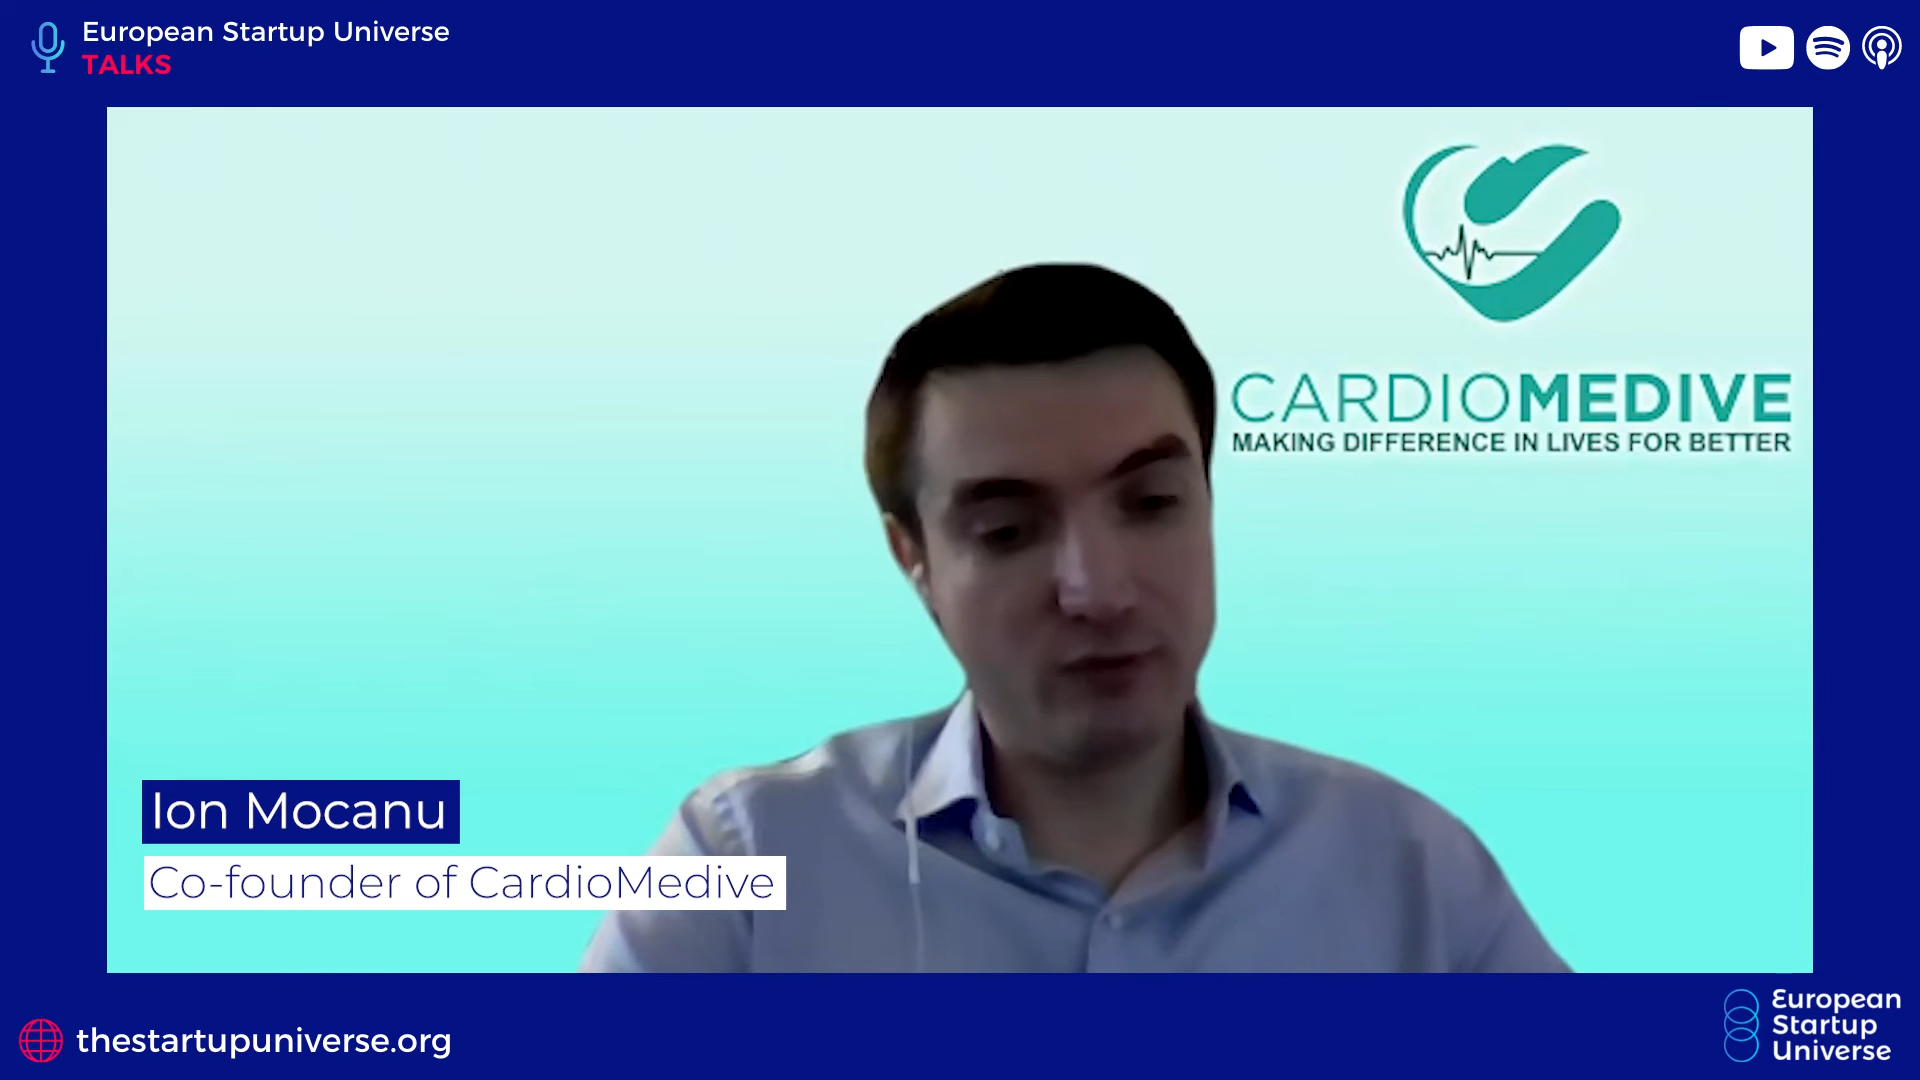 European Startup Universe
TALKS
CARDIOMEDIVE
MAKING DIFFERENCE IN LIVES FOR BETTER
Ion Mocanu
Co-founder of CardioMedive
thestartupuniverse.org
European
Startup
Universe